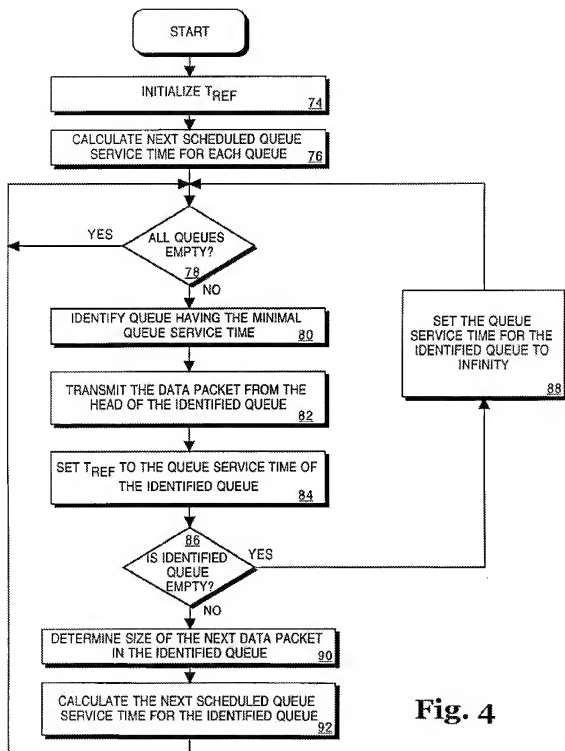 START
INITIALIZE TREF
74
CALCULATE NEXT SCHEDULED QUEUE
SERVICE TIME FOR EACH QUEUE
76
YES
ALL QUEUES
EMPTY?
78
NO
IDENTIFY QUEUE HAVING THE MINIMAL
QUEUE SERVICE TIME
80
SET THE QUEUE
SERVICE TIME FOR THE
IDENTIFIED QUEUE TO
INFINITY
88
TRANSMIT THE DATA PACKET FROM THE
HEAD OF THE IDENTIFIED QUEUE
82
SET TREF TO THE QUEUE SERVICE TIME OF
THE IDENTIFIED QUEUE
84
86
IS IDENTIFIED
QUEUE
EMPTY?
YES
NO
DETERMINE SIZE OF THE NEXT DATA PACKET
IN THE IDENTIFIED QUEUE
90
CALCULATE THE NEXT SCHEDULED QUEUE
SERVICE TIME FOR THE IDENTIFIED QUEUE
92
Fig. 4